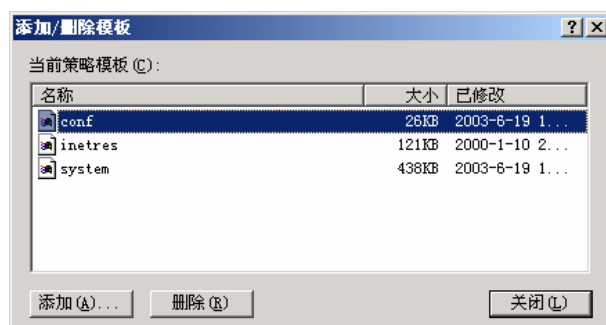 添加/删除模板
当前策略模板(C):
名称 大小 已修改
conf 26KB 2003-6-19 1...
inetres 121KB 2000-1-10 2...
system 438KB 2003-6-19 1...
添加(A)... 删除(R) 关闭(L)